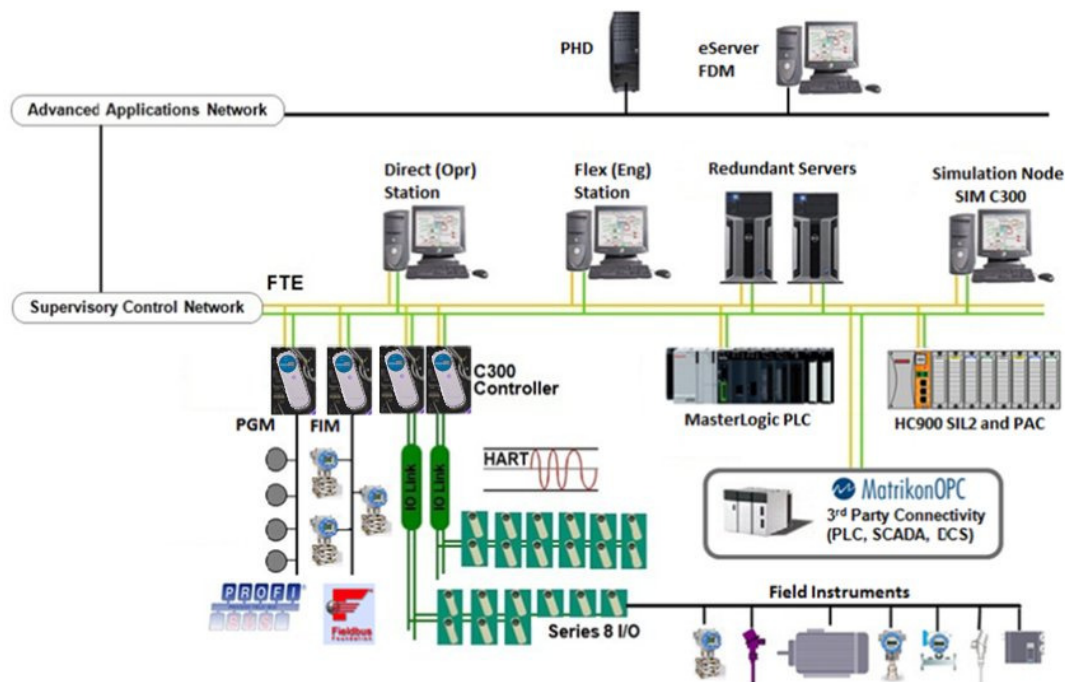 PHD
eServer
FDM
Advanced Applications Network
Direct (Opr)
Station
Flex (Eng)
Station
Redundant Servers
Simulation Node
SIM C300
FTE
Supervisory Control Network
C300
Controller
MasterLogic PLC
HC900 SIL2 and PAC
PGM
FIM
IO Link
IO Link
HART
MatrikonOPC
3rd Party Connectivity
(PLC, SCADA, DCS)
PROFI
BUS
Fieldbus
Foundation
Series 8 I/O
Field Instruments